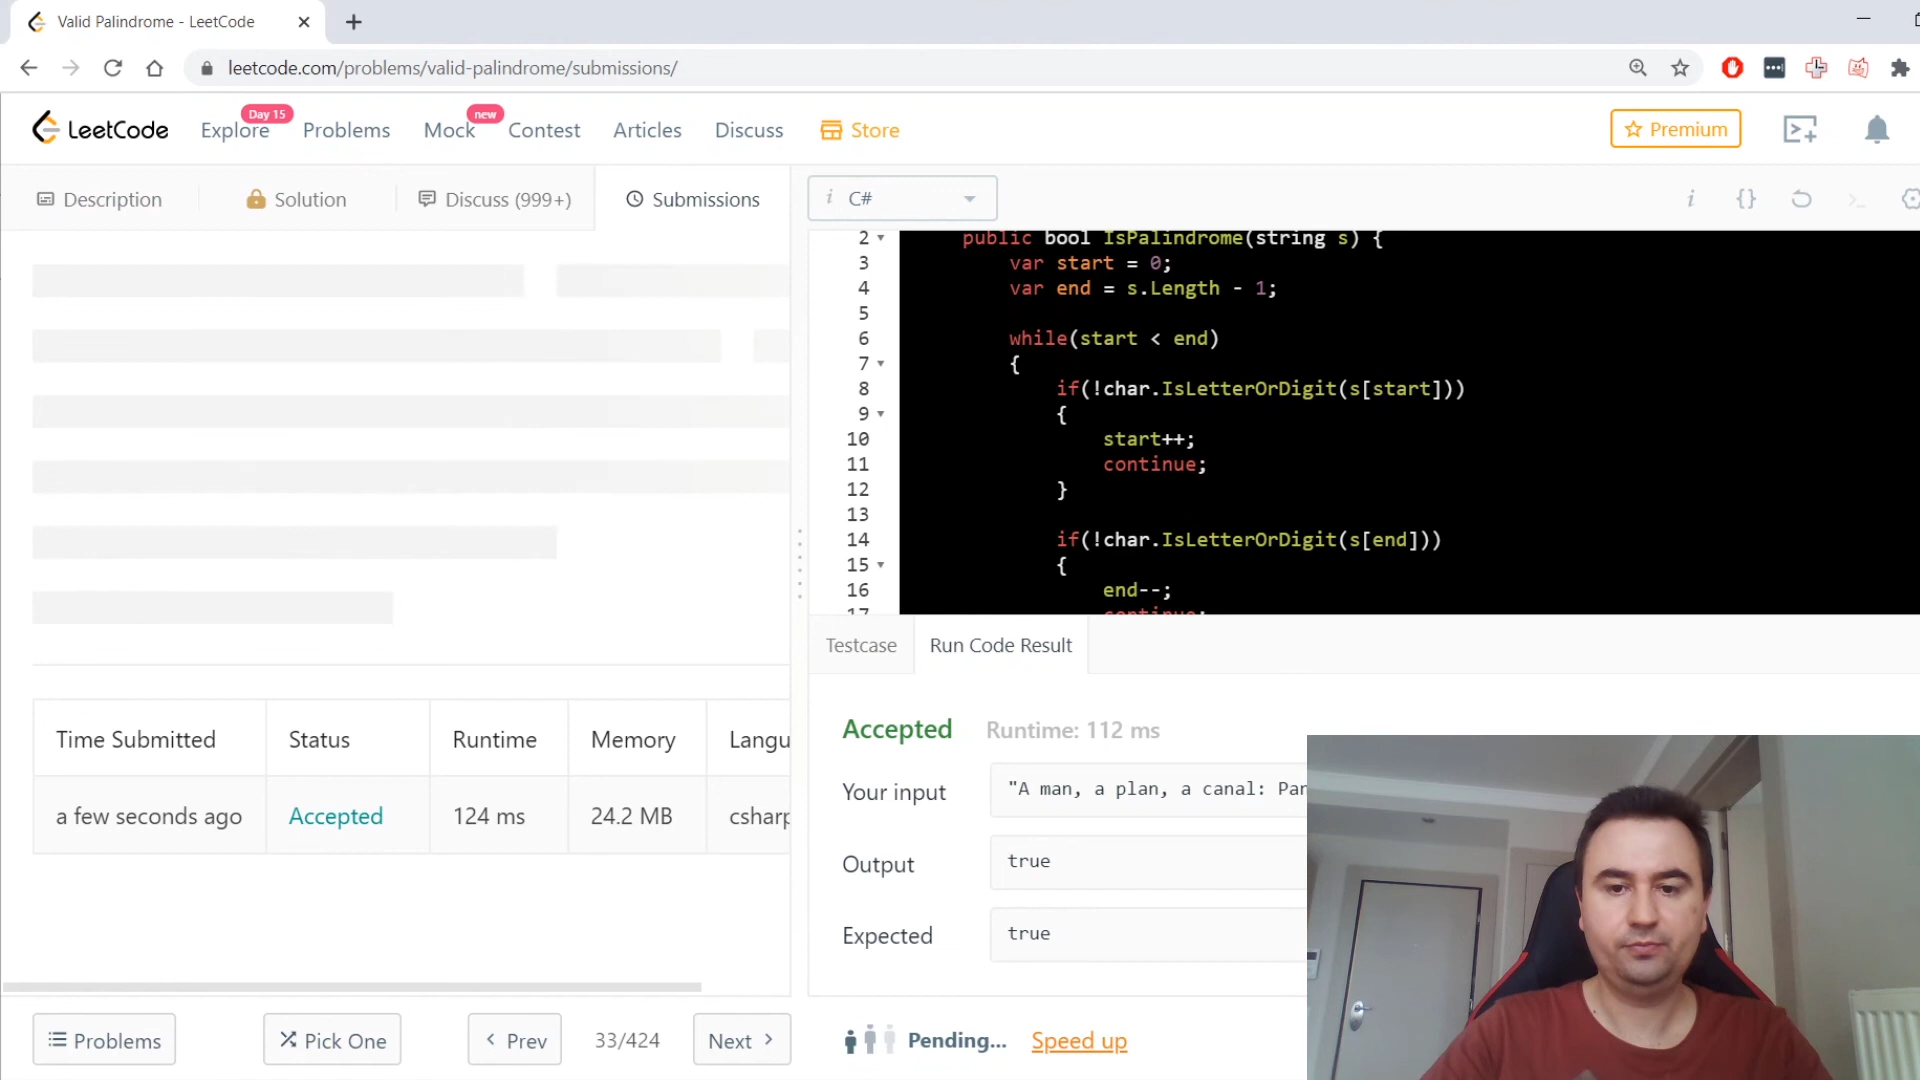 Valid Palindrome - LeetCode
leetcode.com/problems/valid-palindrome/submissions/
LeetCode
Explore
Day 15
Problems
Mock
new
Contest
Articles
Discuss
Store
Premium
Description
Solution
Discuss (999+)
Submissions
i C#
2 public bool IsPalindrome(string s) {
3 var start = 0;
4 var end = s.Length - 1;
5
6 while(start < end)
7 {
8 if(!char.IsLetterOrDigit(s[start]))
9 {
10 start++;
11 continue;
12 }
13
14 if(!char.IsLetterOrDigit(s[end]))
15 {
16 end--;
17 continue;
Testcase
Run Code Result
Accepted Runtime: 112 ms
Your input "A man, a plan, a canal: Pan
Output true
Expected true
Time Submitted Status Runtime Memory Langu
a few seconds ago Accepted 124 ms 24.2 MB csharp
Problems
Pick One
Prev
33/424
Next
Pending...
Speed up